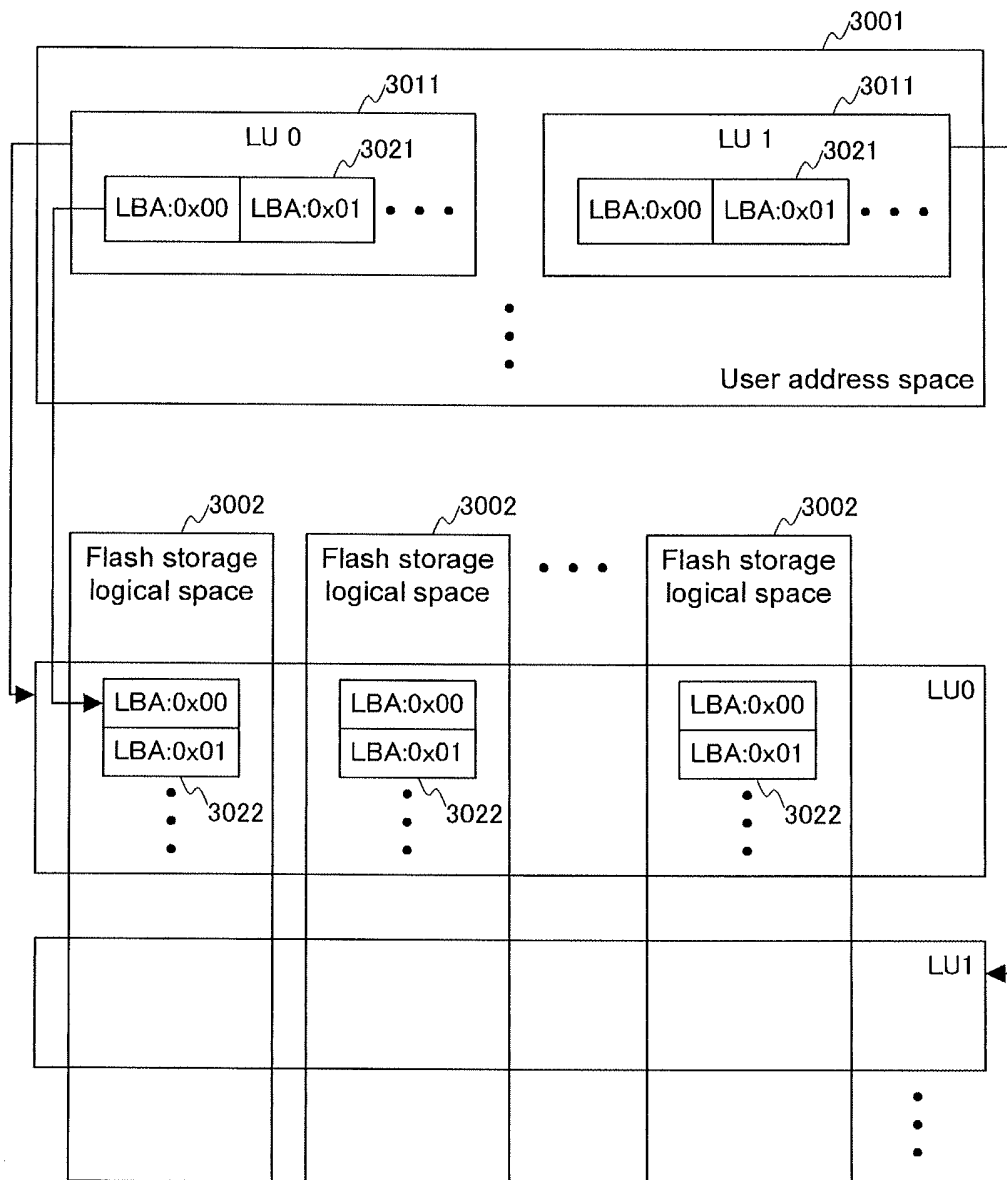 3001
3011
3011
LU 0
LU 1
3021
3021
LBA:0x00 LBA:0x01
LBA:0x00 LBA:0x01
User address space
3002
3002
3002
Flash storage
logical space
Flash storage
logical space
Flash storage
logical space
LU0
LBA:0x00
LBA:0x01
3022
LBA:0x00
LBA:0x01
3022
LBA:0x00
LBA:0x01
3022
LU1